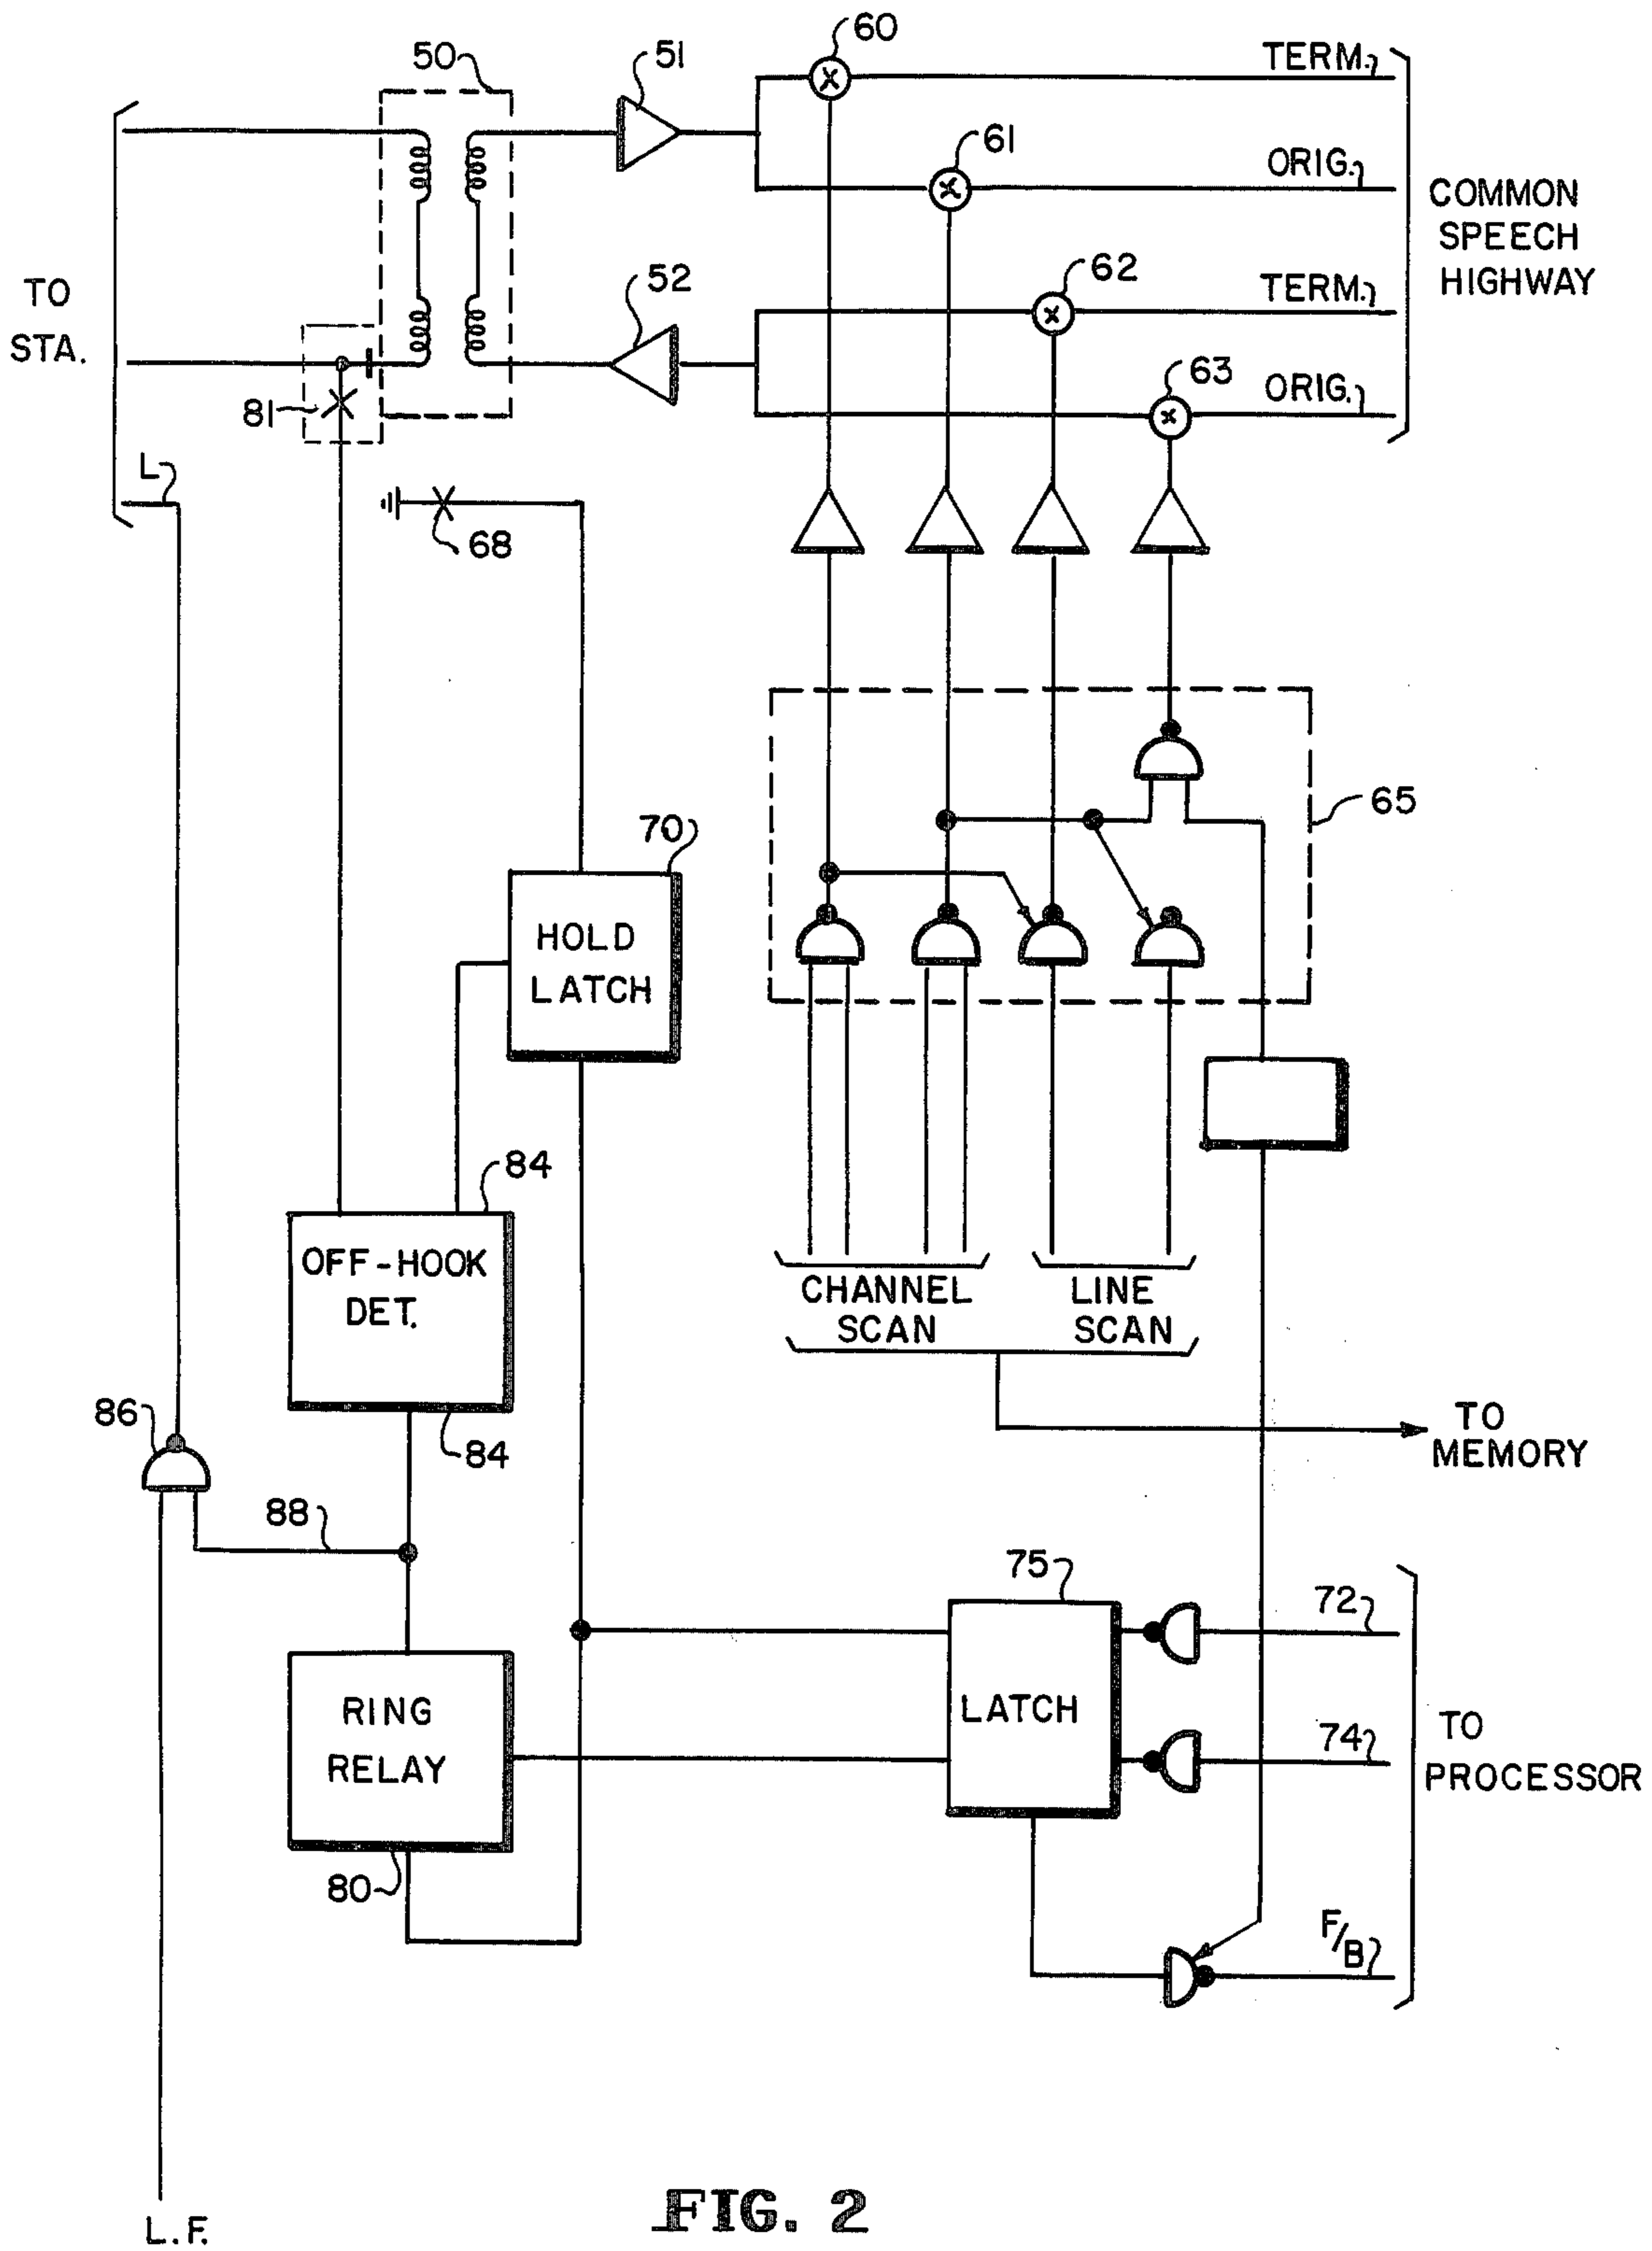 60
50
51
TERM.
61
ORIG.
COMMON
SPEECH
HIGHWAY
62
TERM.
52
TO
STA.
63
ORIG.
81
L
68
65
70
HOLD
LATCH
84
OFF-HOOK
DET.
CHANNEL
SCAN
LINE
SCAN
86
84
TO
MEMORY
88
75
72
RING
RELAY
LATCH
74
TO
PROCESSOR
80
F/B
L.F.
FIG. 2